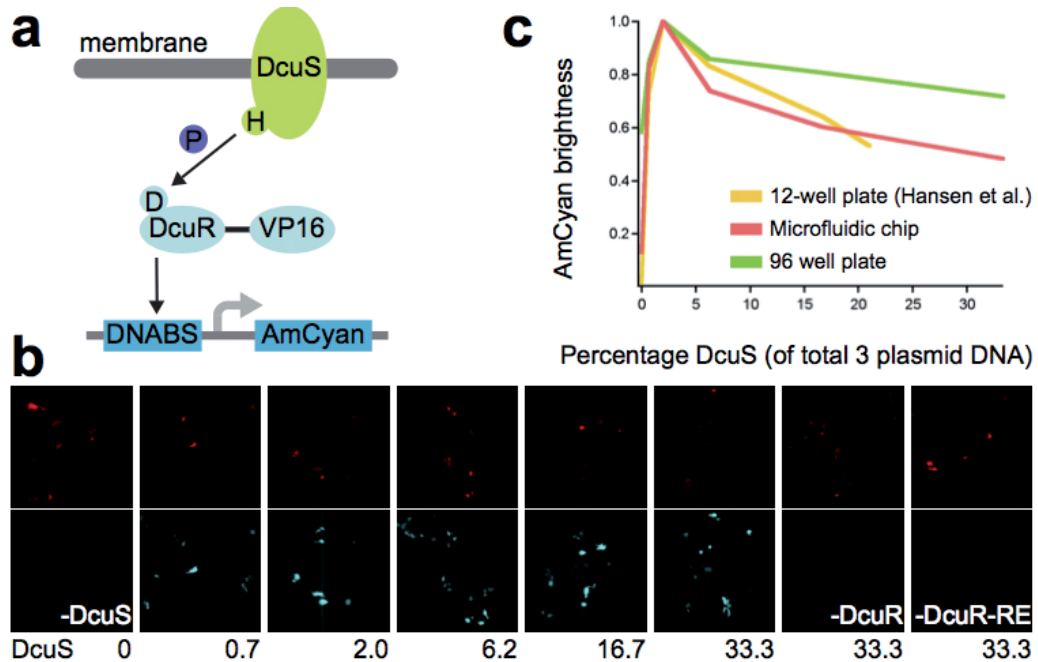 a
membrane
DcuS
H
P
D
DcuR
VP16
DNABS
AmCyan
c
AmCyan brightness
1.0
0.8
0.6
0.4
0.2
0 5 10 15 20 25 30
12-well plate (Hansen et al.)
Microfluidic chip
96 well plate
Percentage DcuS (of total 3 plasmid DNA)
b
-DcuS
-DcuR
-DcuR-RE
DcuS 0 0.7 2.0 6.2 16.7 33.3 33.3 33.3